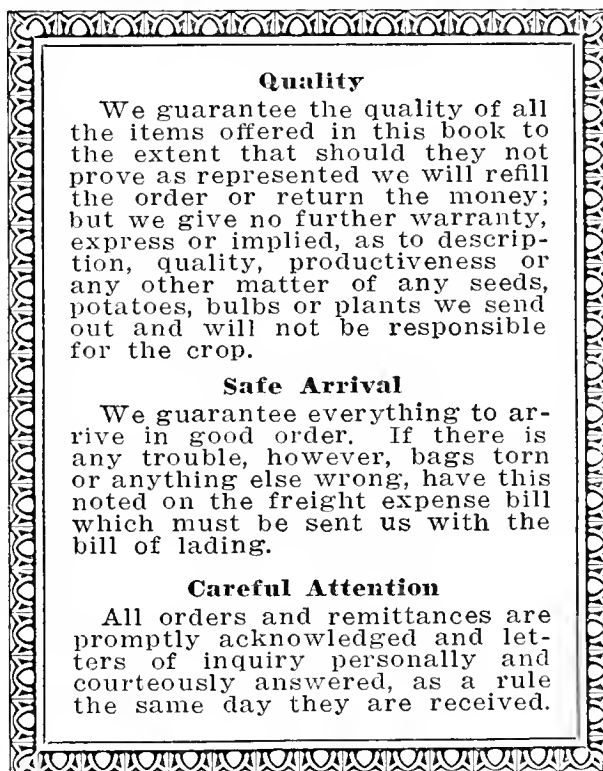 Quality
We guarantee the quality of all
the items offered in this book to
the extent that should they not
prove as represented we will refill
the order or return the money;
but we give no further warranty,
express or implied, as to descrip-
tion, quality, productiveness or
any other matter of any seeds,
potatoes, bulbs or plants we send
out and will not be responsible
for the crop.
Safe Arrival
We guarantee everything to ar-
rive in good order. If there is
any trouble, however, bags torn
or anything else wrong, have this
noted on the freight expense bill
which must be sent us with the
bill of lading.
Careful Attention
All orders and remittances are
promptly acknowledged and let-
ters of inquiry personally and
courteously answered, as a rule
the same day they are received.